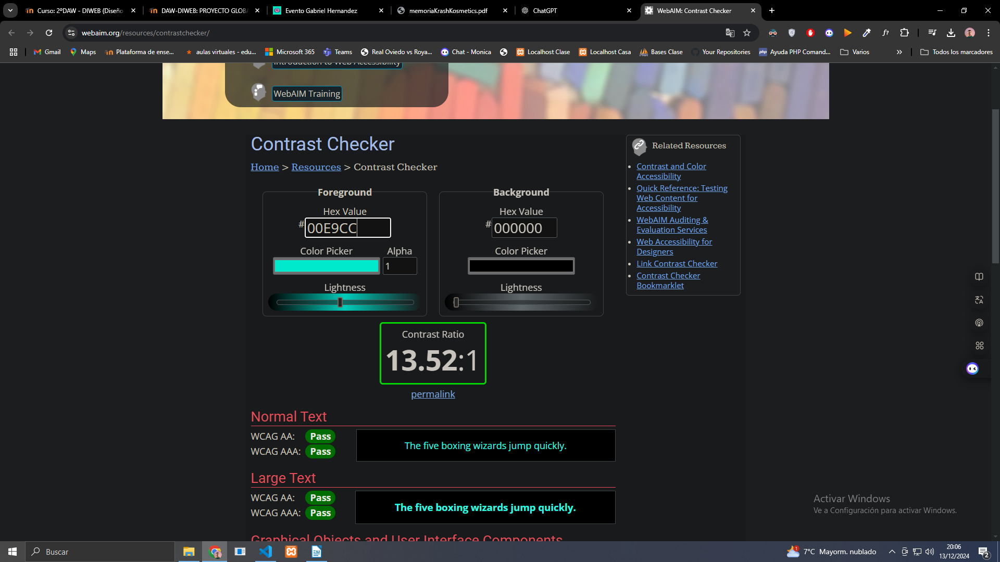 Curso: 2ºDAW - DIWEB (Diseño
DAW-DIWEB: PROYECTO GLOBA
Evento Gabriel Hernandez
memoriaKrashKosmetics.pdf
ChatGPT
WebAIM: Contrast Checker
webaim.org/resources/contrastchecker/
Gmail
Maps
Plataforma de ense...
aulas virtuales - edu...
Microsoft 365
Teams
Real Oviedo vs Roya...
Chat - Monica
Localhost Clase
Localhost Casa
Bases Clase
Your Repositories
Ayuda PHP Comand...
Varios
Todos los marcadores
Introduction to Web Accessibility
WebAIM Training
Contrast Checker
Home > Resources > Contrast Checker
Foreground
Hex Value
#00E9CC
Color Picker
Alpha
1
Lightness
Background
Hex Value
#000000
Color Picker
Lightness
Contrast Ratio
13.52:1
permalink
Normal Text
WCAG AA: Pass
WCAG AAA: Pass
The five boxing wizards jump quickly.
Large Text
WCAG AA: Pass
WCAG AAA: Pass
The five boxing wizards jump quickly.
Graphical Objects and User Interface Components
Related Resources
Contrast and Color
Accessibility
Quick Reference: Testing
Web Content for
Accessibility
WebAIM Auditing &
Evaluation Services
Web Accessibility for
Designers
Link Contrast Checker
Contrast Checker
Bookmarklet
Activar Windows
Ve a Configuración para activar Windows.
Buscar
1
7°C Mayorm. nublado
20:06
13/12/2024
2